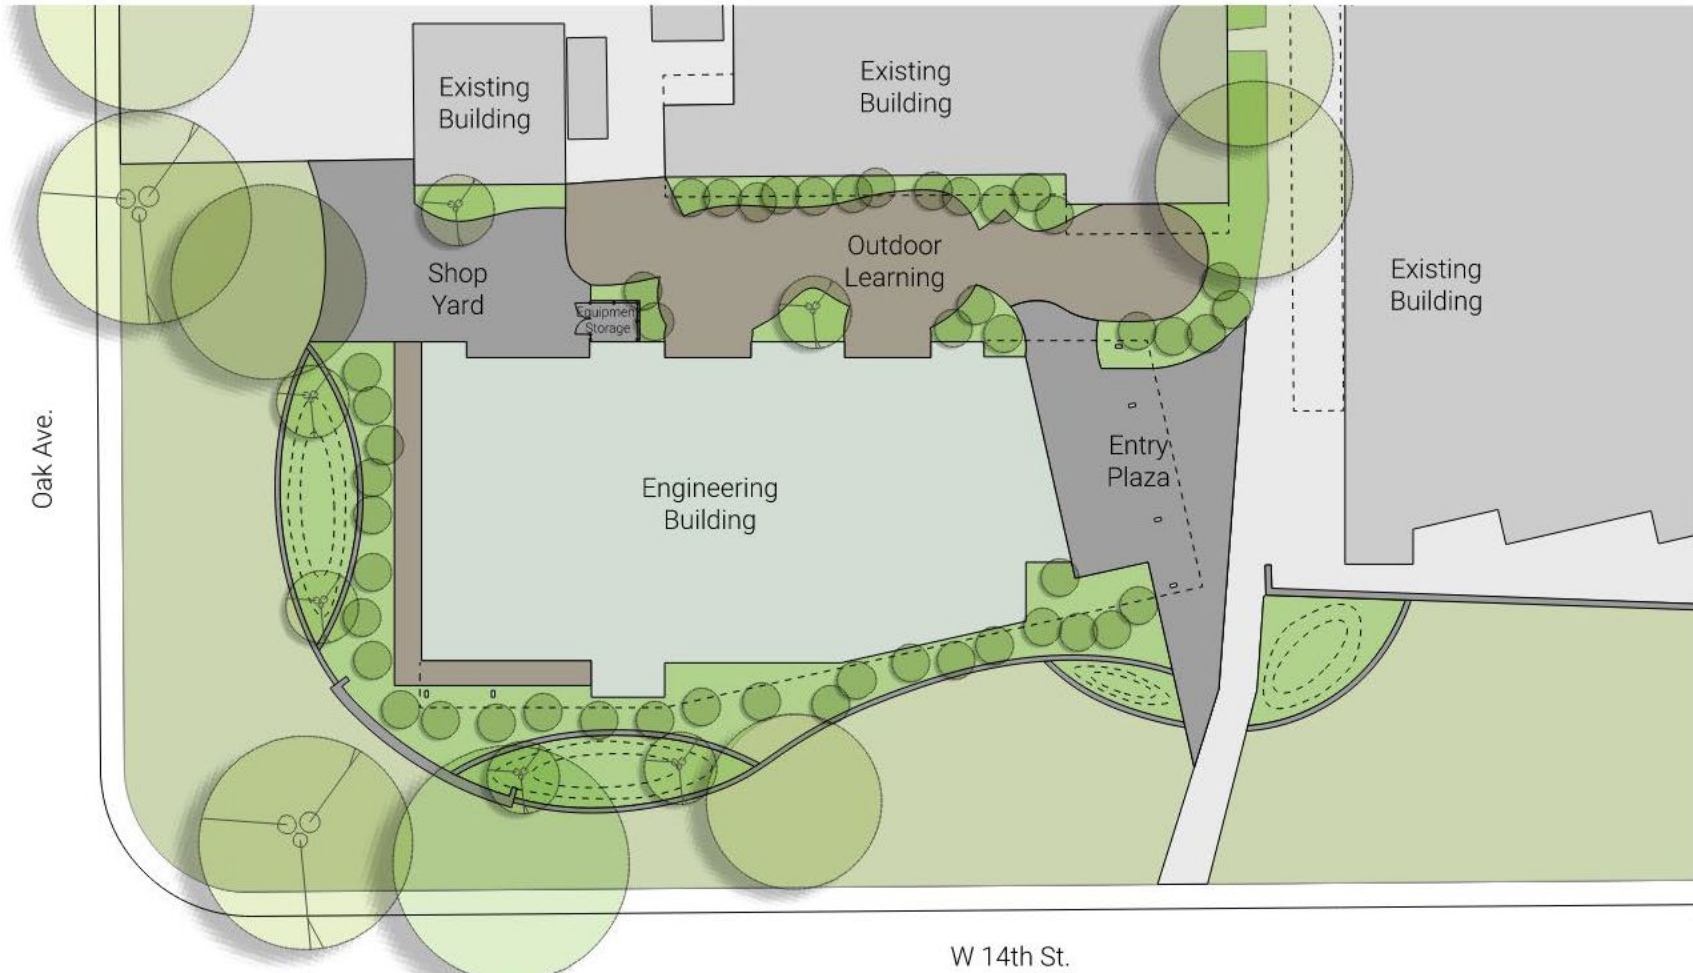 Existing
Building
Existing
Building
Outdoor
Learning
Shop
Yard
Existing
Building
Equipment
Storage
Entry
Plaza
Engineering
Building
Oak Ave.
W 14th St.